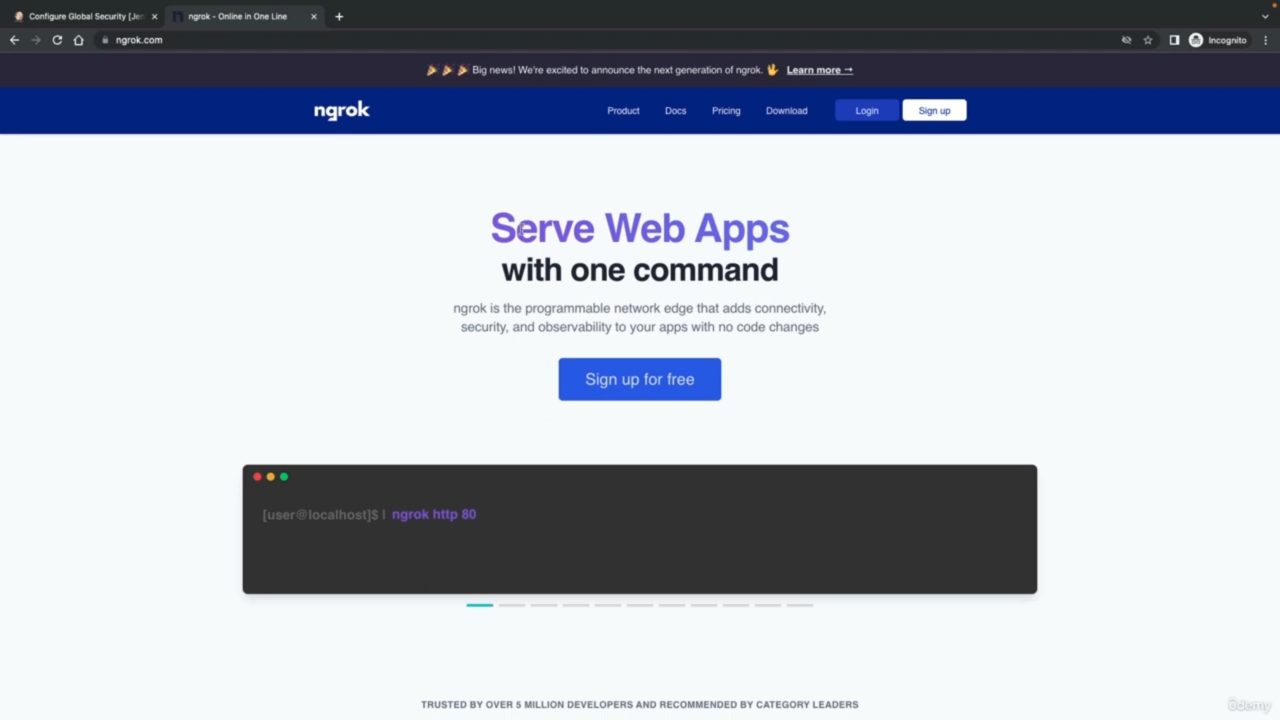 Configure Global Security [Jen
ngrok - Online in One Line
ngrok.com
Incognito
Big news! We're excited to announce the next generation of ngrok. Learn more →
ngrok
Product
Docs
Pricing
Download
Login
Sign up
Serve Web Apps
with one command
ngrok is the programmable network edge that adds connectivity,
security, and observability to your apps with no code changes
Sign up for free
[user@localhost]$ | ngrok http 80
TRUSTED BY OVER 5 MILLION DEVELOPERS AND RECOMMENDED BY CATEGORY LEADERS
ûdemy